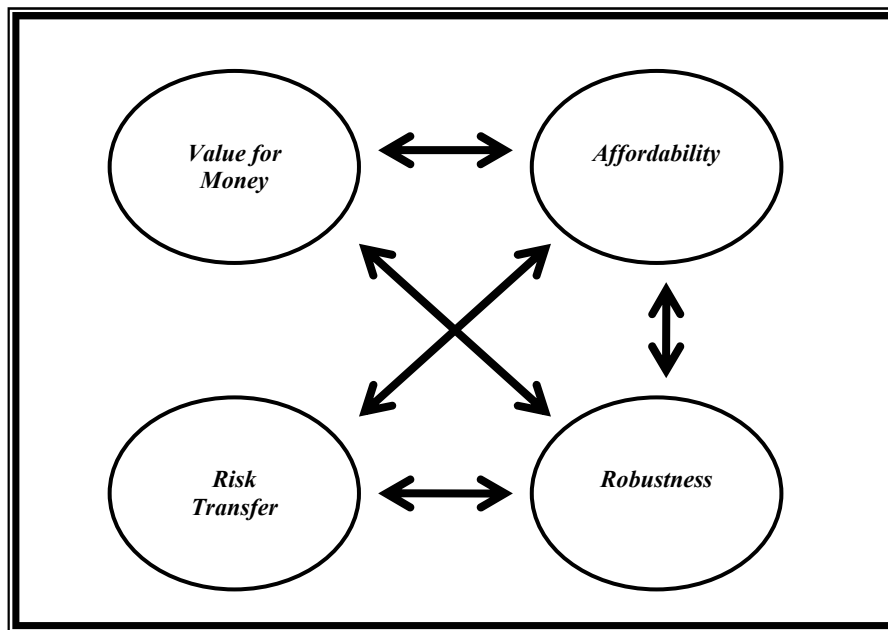 Value for
Money
Affordability
Risk
Transfer
Robustness